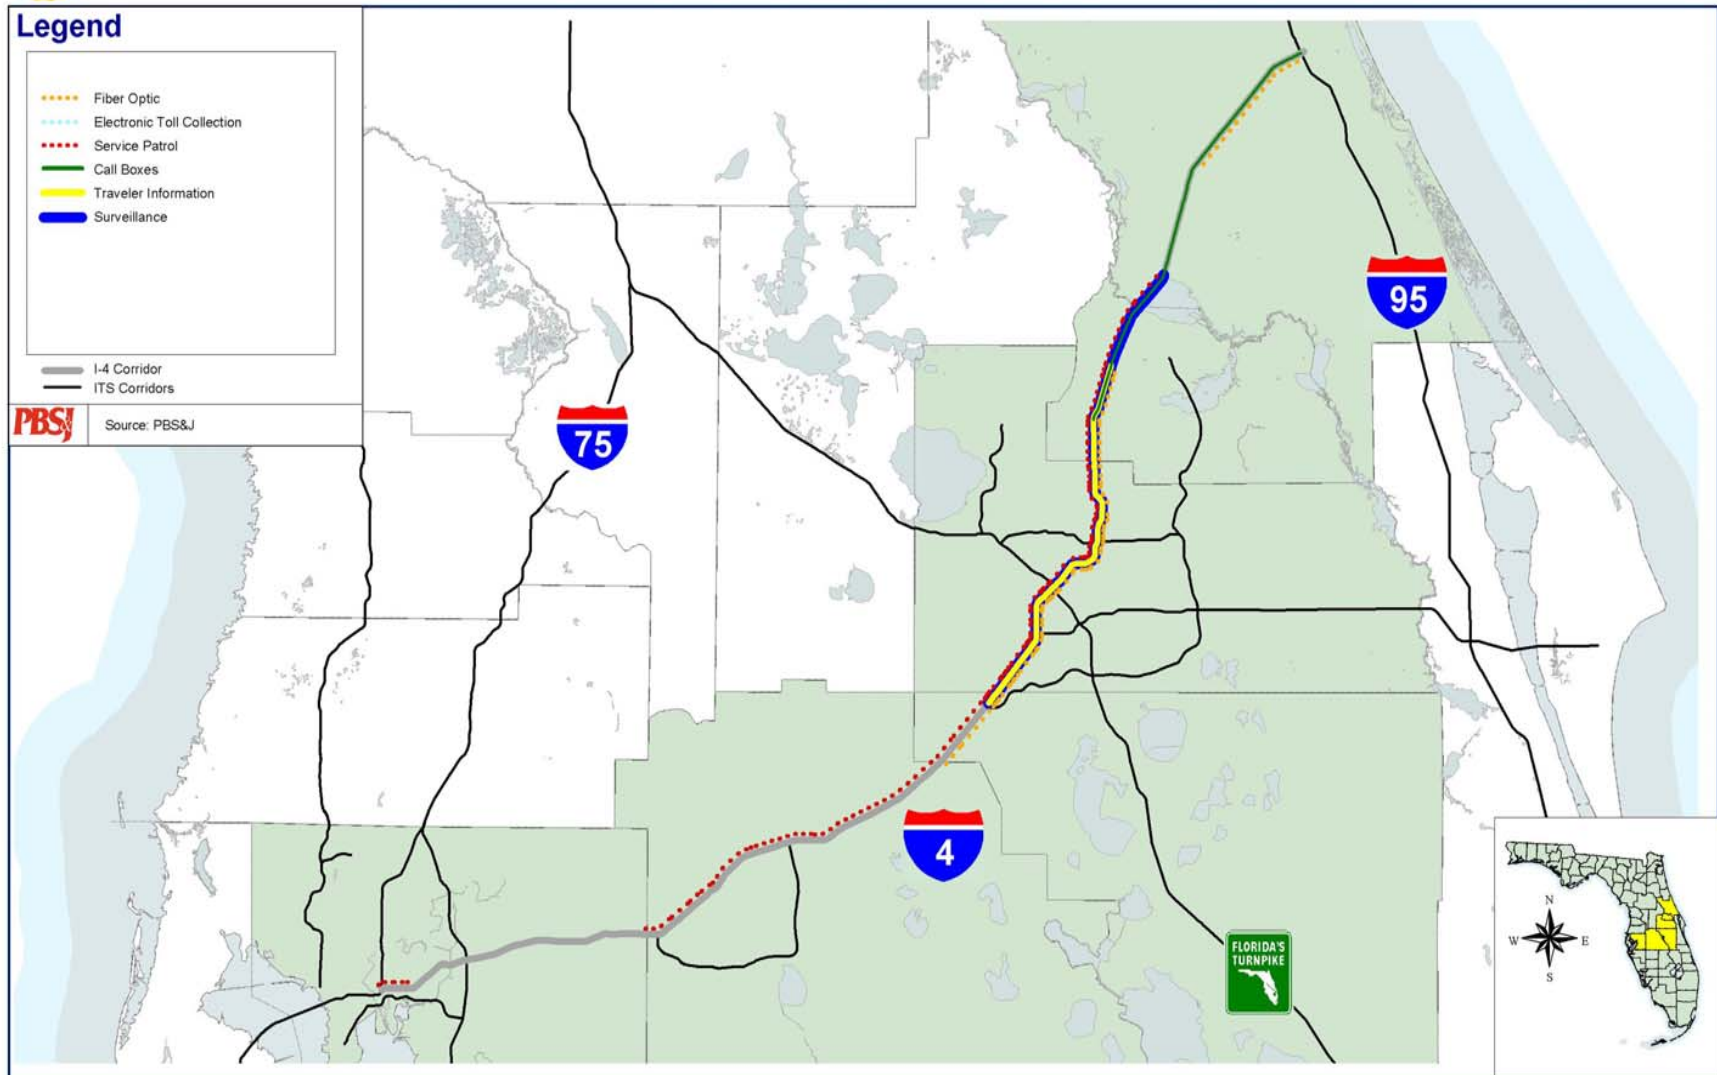 Legend
Fiber Optic
Electronic Toll Collection
Service Patrol
Call Boxes
Traveler Information
Surveillance
I-4 Corridor
ITS Corridors
PBSJ
Source: PBS&J
95
75
4
FLORIDA'S
TURNPIKE
N
W E
S